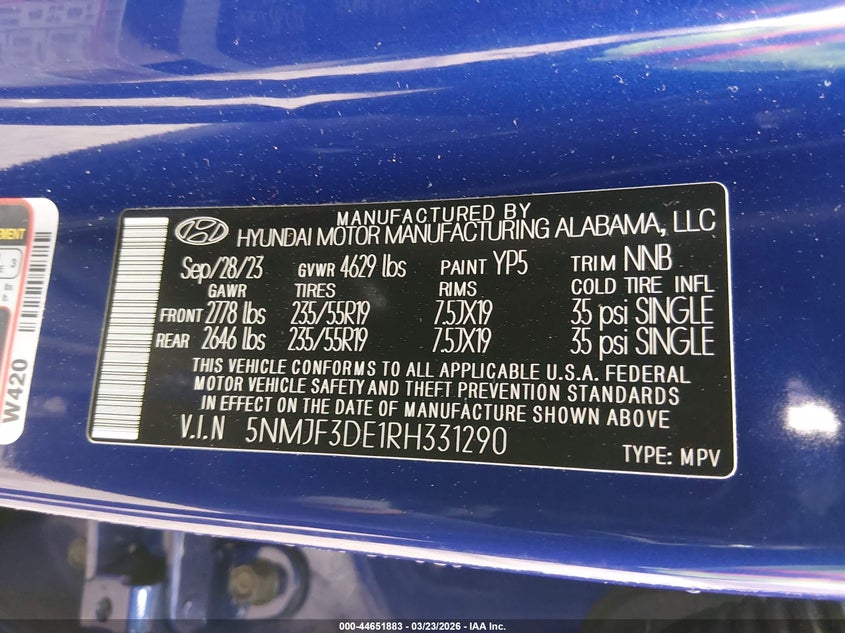 MANUFACTURED BY
HYUNDAI MOTOR MANUFACTURING ALABAMA, LLC
Sep/28/23 GVWR 4629 lbs PAINT YP5 TRIM NNB
GAWR TIRES RIMS COLD TIRE INFL
FRONT 2778 lbs 235/55R19 7.5JX19 35 psi SINGLE
REAR 2646 lbs 235/55R19 7.5JX19 35 psi SINGLE
THIS VEHICLE CONFORMS TO ALL APPLICABLE U.S.A. FEDERAL
MOTOR VEHICLE SAFETY AND THEFT PREVENTION STANDARDS
IN EFFECT ON THE DATE OF MANUFACTURE SHOWN ABOVE
V.I.N 5NMJF3DE1RH331290
TYPE: MPV
W420
000-44651883 | 03/23/2026 - IAA Inc.